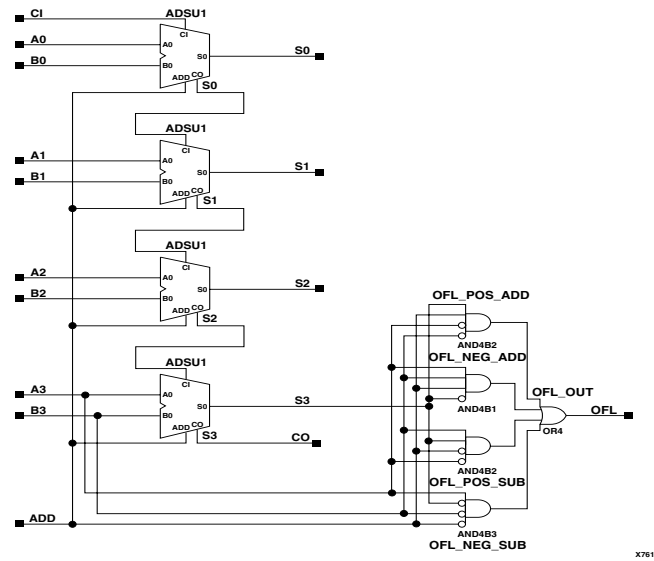 CI
ADSU1
CI
A0
A0
B0
B0
S0
S0
ADD
CO
S0
ADSU1
CI
A1
A0
B1
B0
S0
S1
ADD
CO
S1
ADSU1
CI
A2
A0
B2
B0
S0
S2
ADD
CO
S2
ADSU1
CI
A3
A0
B3
B0
S0
S3
ADD
CO
S3
CO
ADD
OFL_POS_ADD
AND4B2
OFL_NEG_ADD
AND4B1
OFL_OUT
OR4
OFL
AND4B2
OFL_POS_SUB
AND4B3
OFL_NEG_SUB
X761